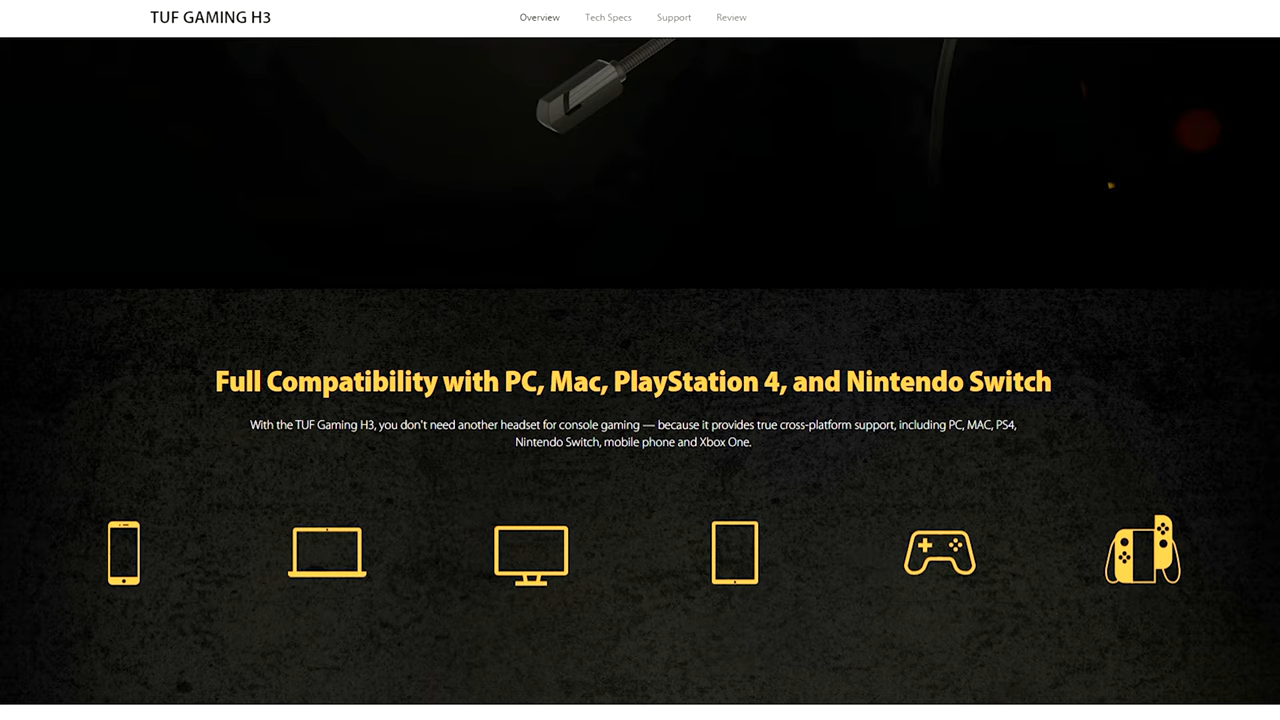 TUF GAMING H3
Overview Tech Specs Support Review
Full Compatibility with PC, Mac, PlayStation 4, and Nintendo Switch
With the TUF Gaming H3, you don't need another headset for console gaming — because it provides true cross-platform support, including PC, MAC, PS4,
Nintendo Switch, mobile phone and Xbox One.